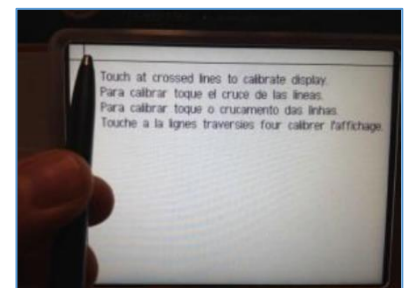 Touch at crossed lines to calibrate display.
Para calibrar toque el cruce de las lineas.
Para calibrar toque o crucamento das linhas.
Touche a la lignes traversies four calibrer l'affichage.